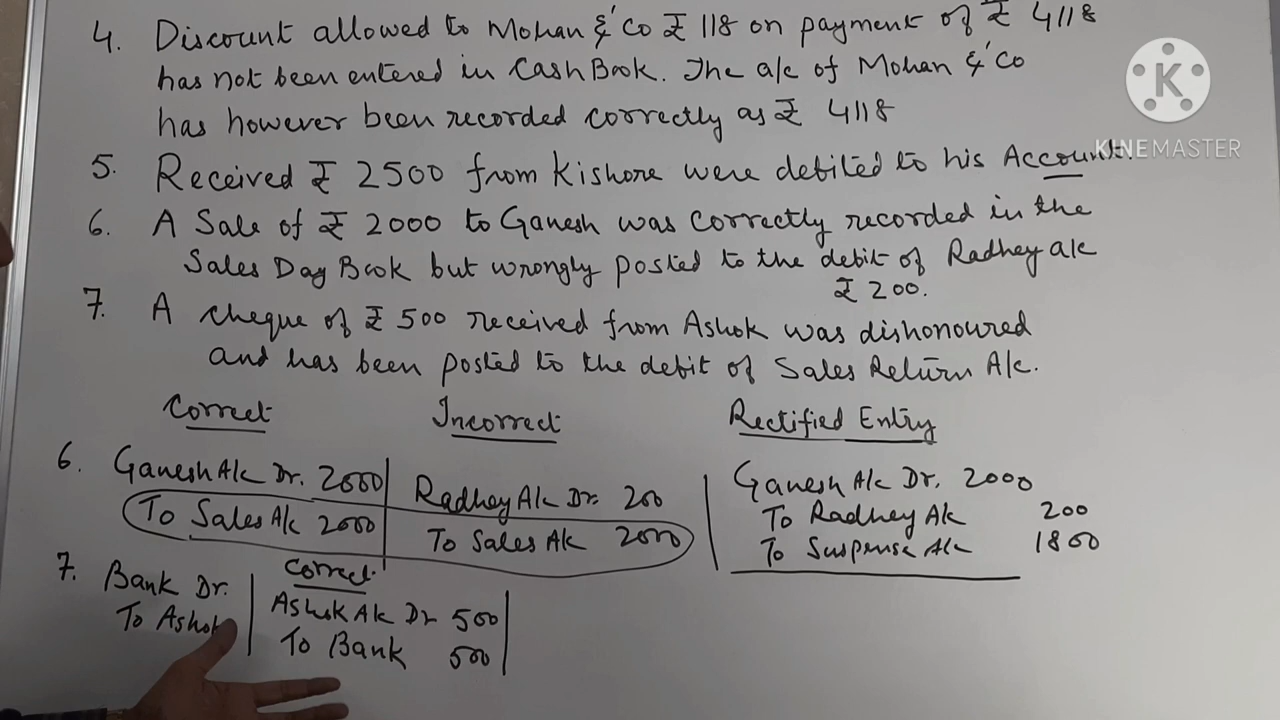 4. Discount allowed to Mohan & Co ₹ 118 on payment of ₹ 4118
has not been entered in CashBook. The a/c of Mohan & Co
has however been recorded correctly as ₹ 4118
K
KINEMASTER
5. Received ₹ 2500 from Kishore were debited to his Account.
6. A Sale of ₹ 2000 to Ganesh was correctly recorded in the
Sales Day Book but wrongly posted to the debit of Radhey a/c
₹ 200.
7. A cheque of ₹ 500 received from Ashok was dishonoured
and has been posted to the debit of Sales Return A/c.
Correct Incorrect Rectified Entry
6. Ganesh A/c Dr. 2000 Radhey A/c Dr. 200 Ganesh A/c Dr. 2000
To Sales A/c 2000 To Sales A/c 2000 To Radhey A/c 200
To Suspense A/c 1800
7. Bank Dr. Correct
To Ashok Ashok A/c Dr 500
To Bank 500